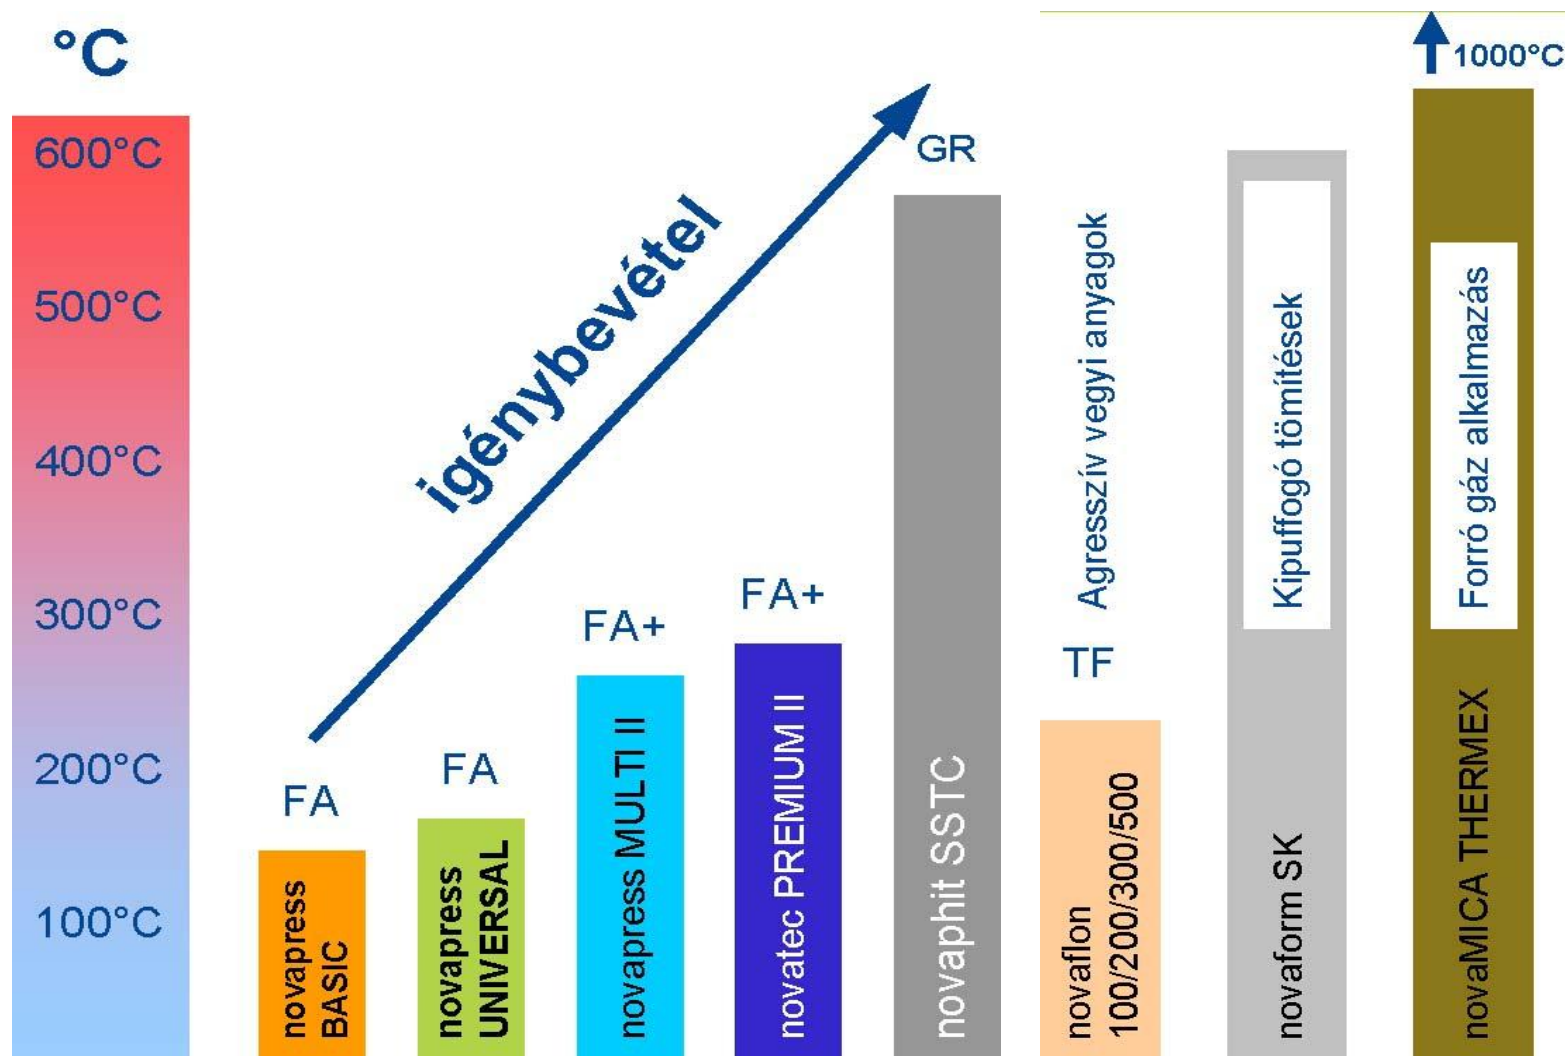 °C
600°C
500°C
400°C
300°C
200°C
100°C
igénybevétel
FA
novapress
BASIC
FA
novapress
UNIVERSAL
FA+
novapress MULTI II
FA+
novatec PREMIUM II
GR
novaphit SSTC
Agresszív vegyi anyagok
TF
novaflon
100/200/300/500
Kipuffogó tömítések
novaform SK
1000°C
Forró gáz alkalmazás
novaMICA THERMEX